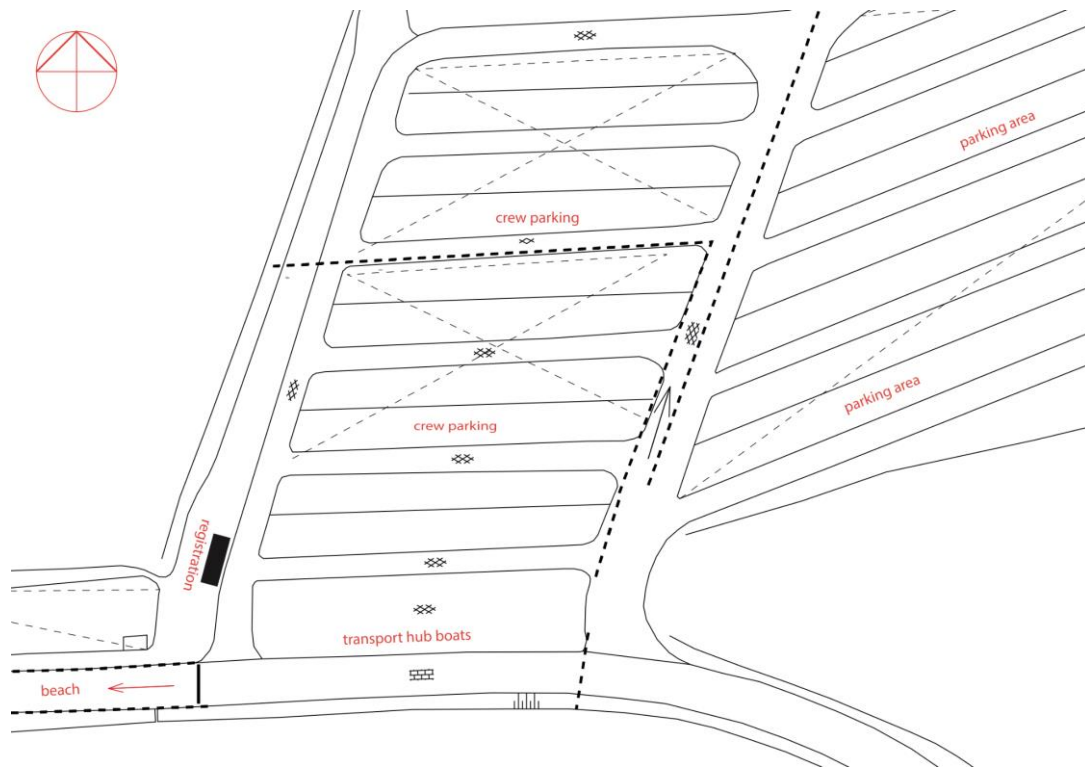 parking area
crew parking
parking area
crew parking
registration
transport hub boats
beach